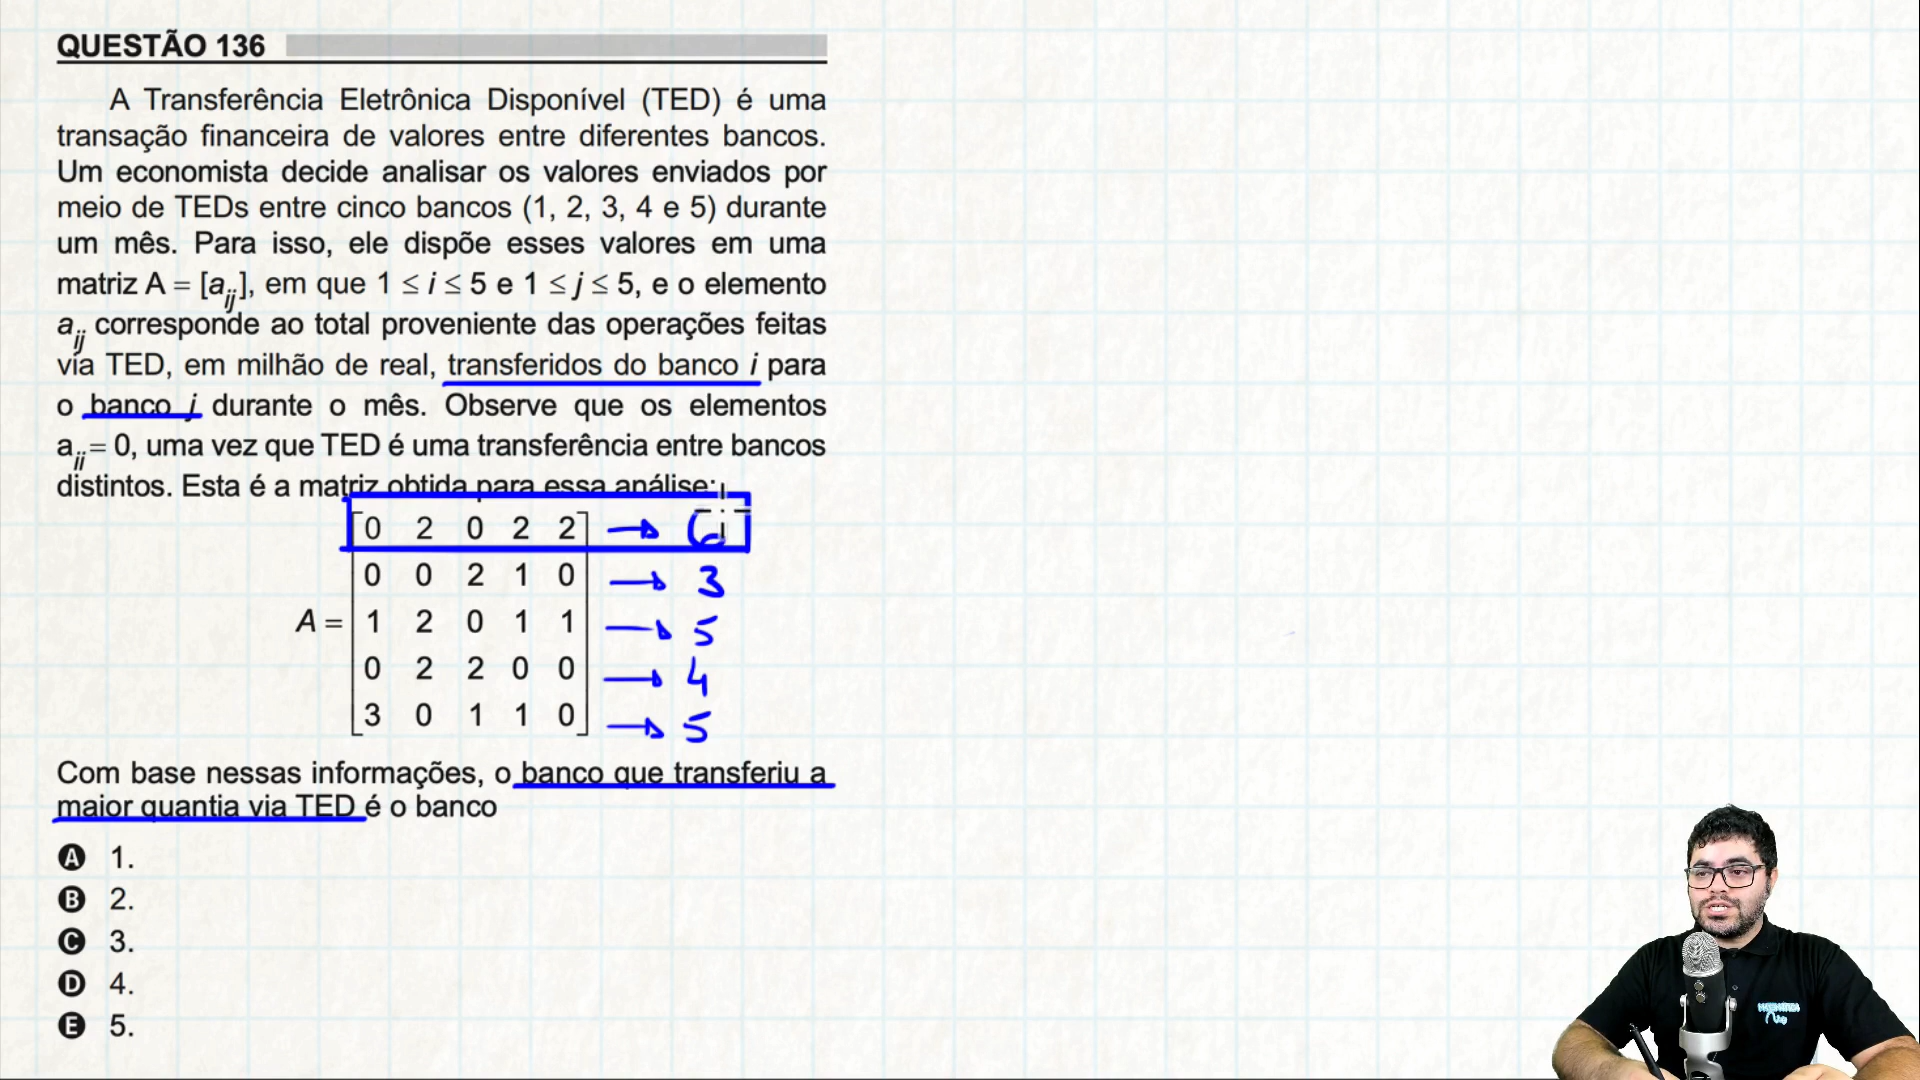 QUESTÃO 136
A Transferência Eletrônica Disponível (TED) é uma
transação financeira de valores entre diferentes bancos.
Um economista decide analisar os valores enviados por
meio de TEDs entre cinco bancos (1, 2, 3, 4 e 5) durante
um mês. Para isso, ele dispõe esses valores em uma
matriz A = [aij], em que 1 ≤ i ≤ 5 e 1 ≤ j ≤ 5, e o elemento
aij corresponde ao total proveniente das operações feitas
via TED, em milhão de real, transferidos do banco i para
o banco j durante o mês. Observe que os elementos
aii = 0, uma vez que TED é uma transferência entre bancos
distintos. Esta é a matriz obtida para essa análise:
0 2 0 2 2 → 6
0 0 2 1 0 → 3
A = 1 2 0 1 1 → 5
0 2 2 0 0 → 4
3 0 1 1 0 → 5
Com base nessas informações, o banco que transferiu a
maior quantia via TED é o banco
A 1.
B 2.
C 3.
D 4.
E 5.